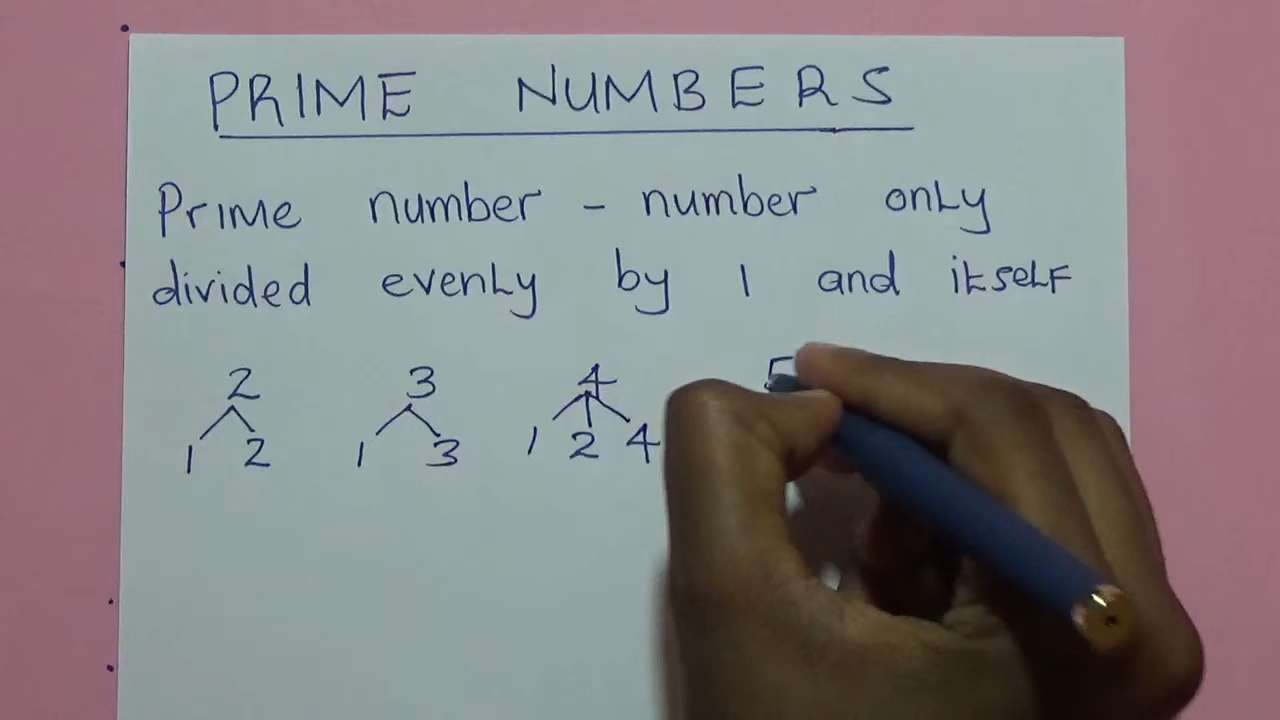 PRIME NUMBERS
Prime number - number only
divided evenly by 1 and itself
2 3 4 5
1 2 1 3 1 2 4